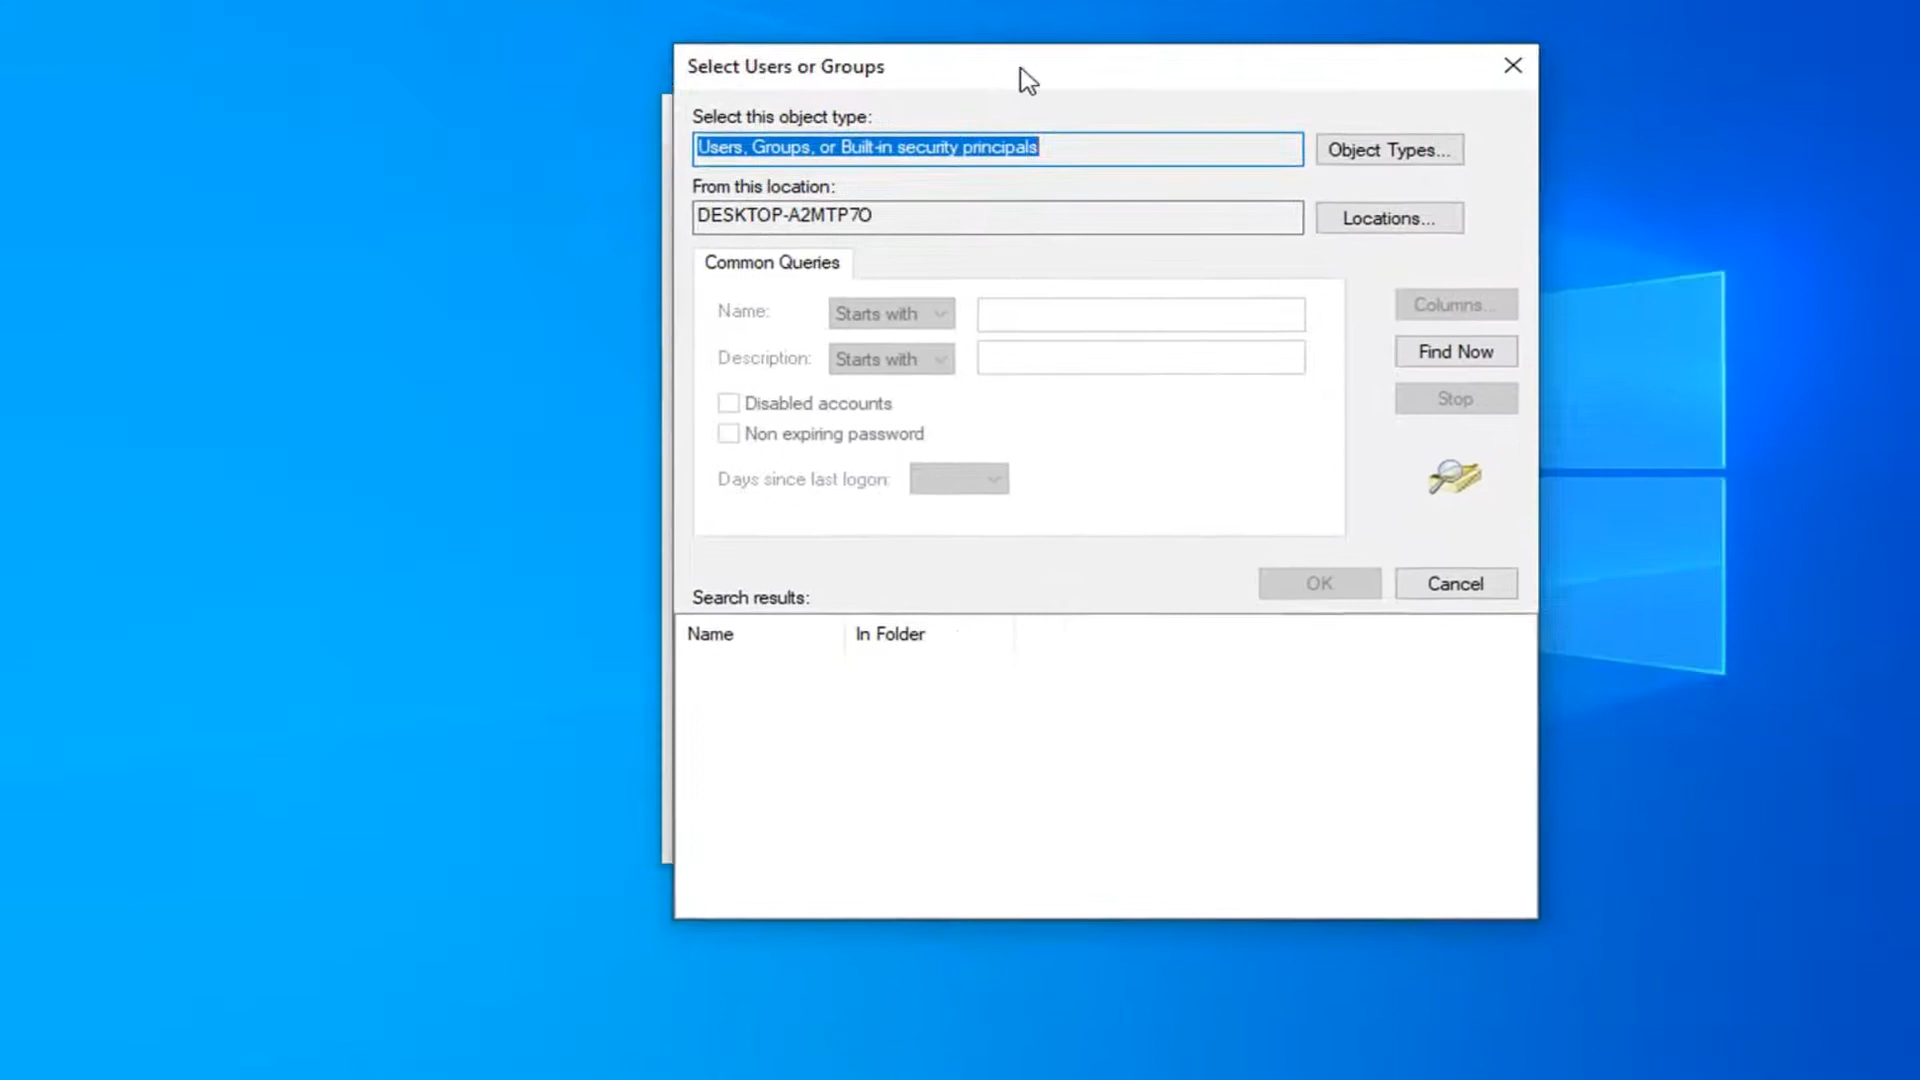 Select Users or Groups
Select this object type:
Users, Groups, or Built-in security principals
Object Types...
From this location:
DESKTOP-A2MTP7O
Locations...
Common Queries
Name:
Starts with
Columns...
Description:
Starts with
Find Now
Disabled accounts
Stop
Non expiring password
Days since last logon:
OK
Cancel
Search results:
Name
In Folder